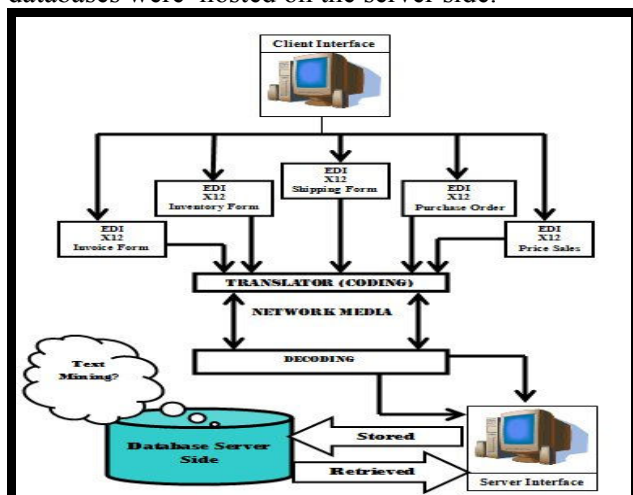 databases were hosted on the server side.
Client Interface
EDI
X12
Shipping Form
EDI
X12
Inventory Form
EDI
X12
Purchase Order
EDI
X12
Invoice Form
EDI
X12
Price Sales
TRANSLATOR (CODING)
NETWORK MEDIA
DECODING
Text
Mining?
Database Server
Side
Stored
Retrieved
Server Interface